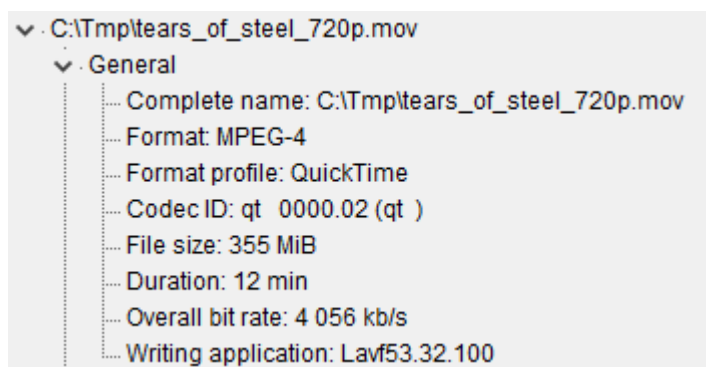 C:\Tmp\tears_of_steel_720p.mov
General
Complete name: C:\Tmp\tears_of_steel_720p.mov
Format: MPEG-4
Format profile: QuickTime
Codec ID: qt   0000.02 (qt  )
File size: 355 MiB
Duration: 12 min
Overall bit rate: 4 056 kb/s
Writing application: Lavf53.32.100